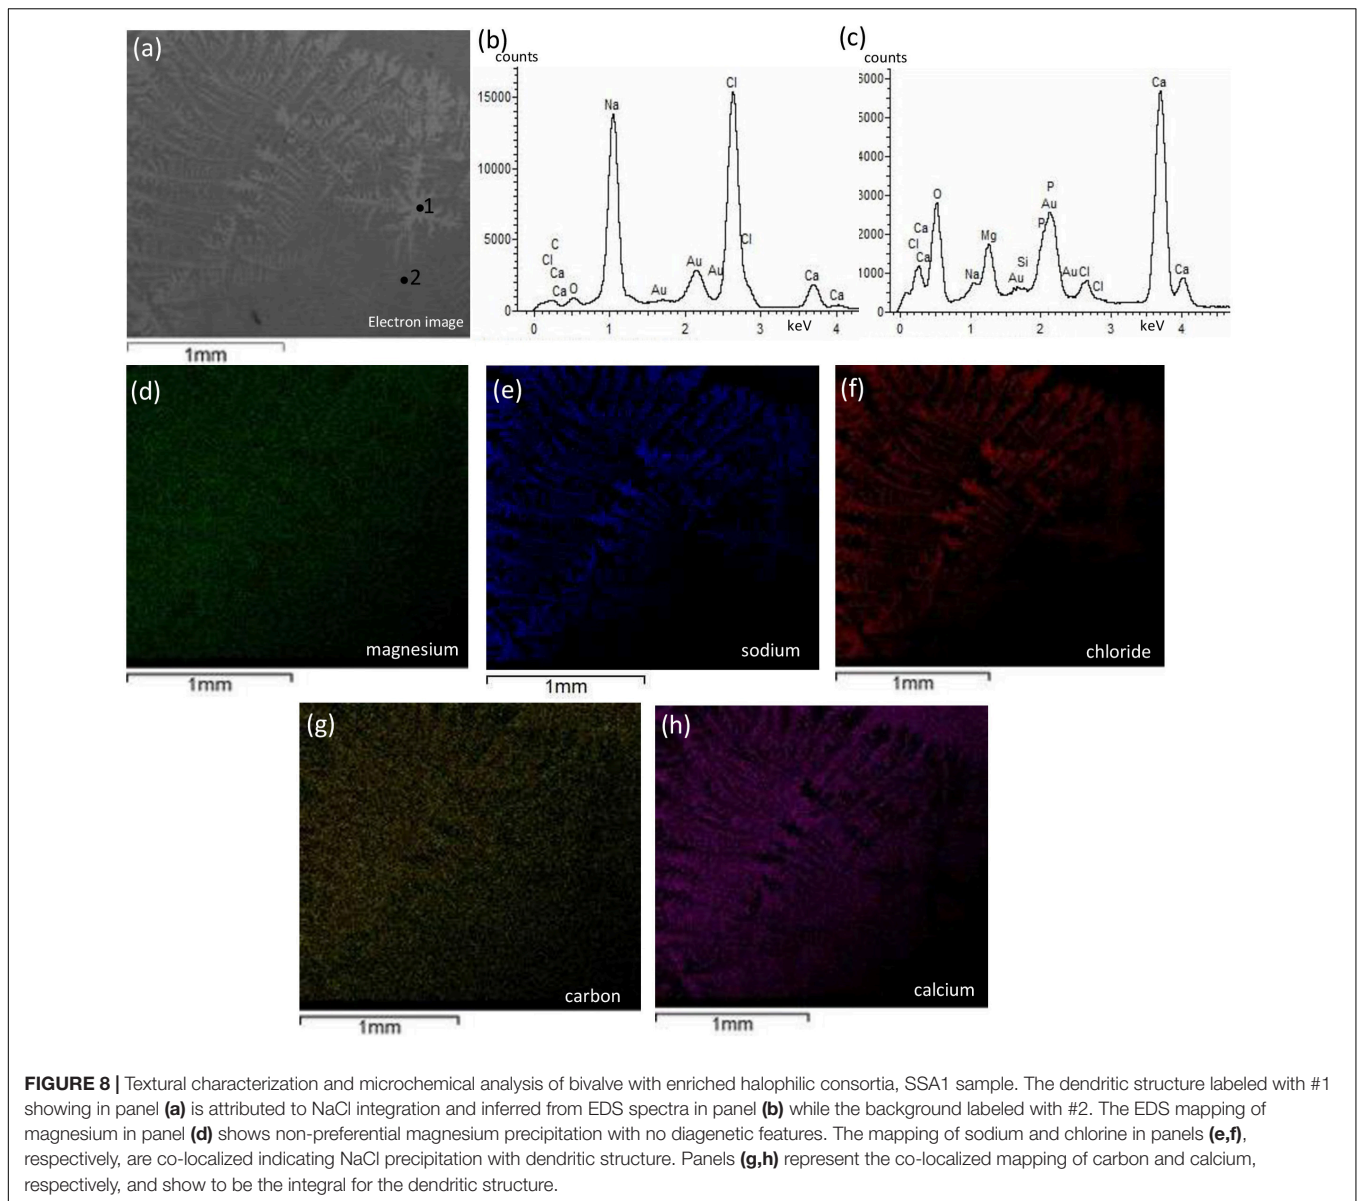 (a)
1
2
Electron image
1mm
(b)
counts
15000
10000
5000
0
C
Cl
Ca
Ca
O
Na
Au
Au
Au
Cl
Cl
Ca
Ca
0
1
2
3
keV
4
(c)
counts
6000
5000
4000
3000
2000
1000
0
Ca
Cl
Ca
O
Na
Mg
Si
Au
P
Au
P
Au
Cl
Cl
Ca
Ca
0
1
2
3
keV
4
(d)
magnesium
1mm
(e)
sodium
1mm
(f)
chloride
1mm
(g)
carbon
1mm
(h)
calcium
1mm
FIGURE 8 | Textural characterization and microchemical analysis of bivalve with enriched halophilic consortia, SSA1 sample. The dendritic structure labeled with #1
showing in panel (a) is attributed to NaCl integration and inferred from EDS spectra in panel (b) while the background labeled with #2. The EDS mapping of
magnesium in panel (d) shows non-preferential magnesium precipitation with no diagenetic features. The mapping of sodium and chlorine in panels (e,f),
respectively, are co-localized indicating NaCl precipitation with dendritic structure. Panels (g,h) represent the co-localized mapping of carbon and calcium,
respectively, and show to be the integral for the dendritic structure.